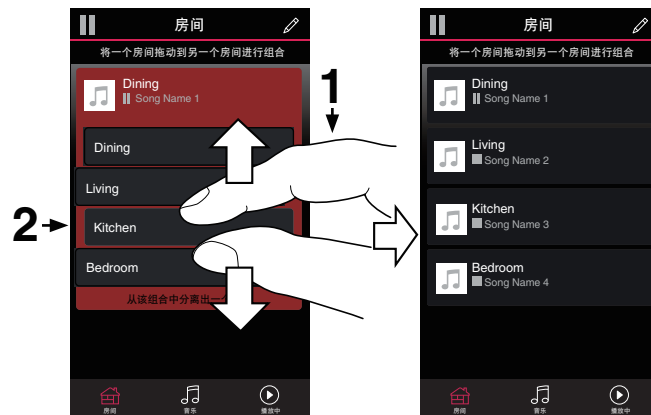 房间
将一个房间拖动到另一个房间进行组合
Dining
Song Name 1
Dining
Living
Kitchen
Bedroom
从该组合中分离出一
房间
音乐
播放中
1
2
房间
将一个房间拖动到另一个房间进行组合
Dining
Song Name 1
Living
Song Name 2
Kitchen
Song Name 3
Bedroom
Song Name 4
房间
音乐
播放中